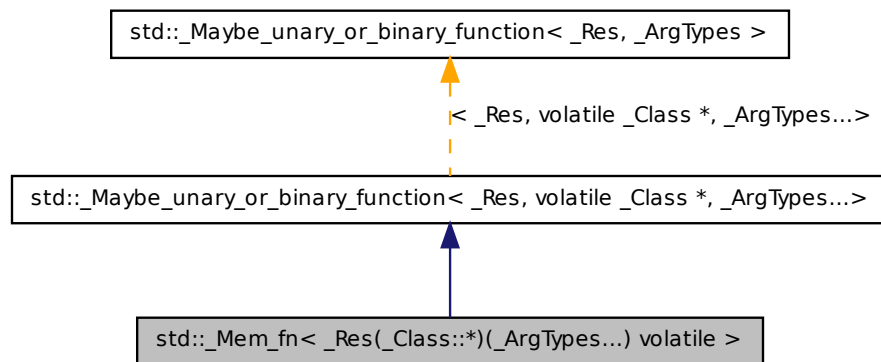 std::_Maybe_unary_or_binary_function< _Res, _ArgTypes >
< _Res, volatile _Class *, _ArgTypes...>
std::_Maybe_unary_or_binary_function< _Res, volatile _Class *, _ArgTypes...>
std::_Mem_fn< _Res(_Class::*)(_ArgTypes...) volatile >